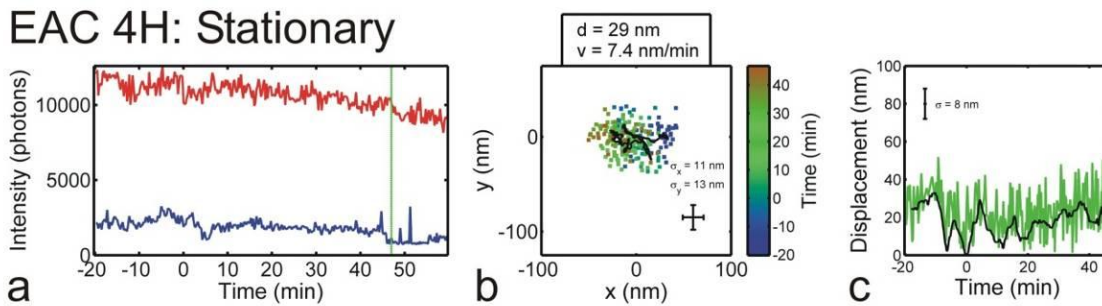 EAC 4H: Stationary
Intensity (photons)
10000
5000
0
-20 -10 0 10 20 30 40 50
Time (min)
a
d = 29 nm
v = 7.4 nm/min
y (nm)
0
-100
σx = 11 nm
σy = 13 nm
-100 0 100
x (nm)
40
30
20
10
0
-10
-20
Time (min)
b
Displacement (nm)
100
80
60
40
20
0
σ = 8 nm
-20 0 20 40
Time (min)
c